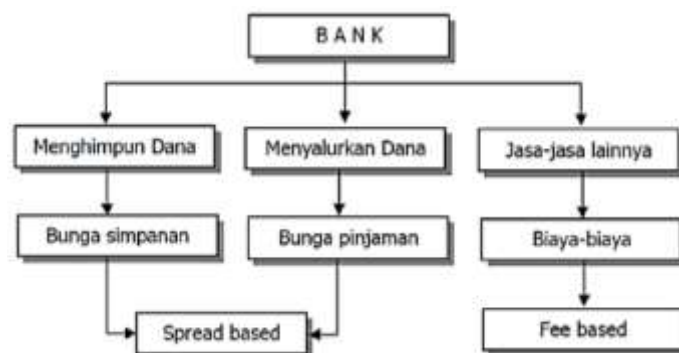 B A N K
Menghimpun Dana
Menyalurkan Dana
Jasa-jasa lainnya
Bunga simpanan
Bunga pinjaman
Biaya-biaya
Spread based
Fee based